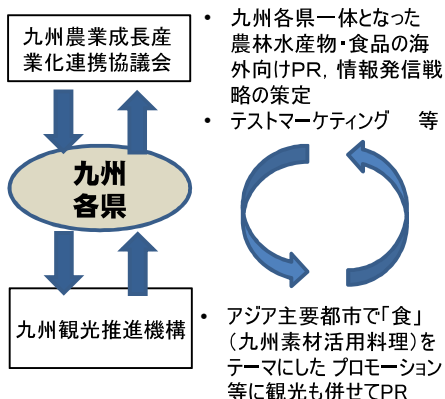 九州農業成長産
業化連携協議会
九州
各県
九州観光推進機構
• 九州各県一体となった
農林水産物・食品の海
外向けPR，情報発信戦
略の策定
• テストマーケティング　等
• アジア主要都市で「食」
（九州素材活用料理）を
テーマにした プロモーション
等に観光も併せてPR